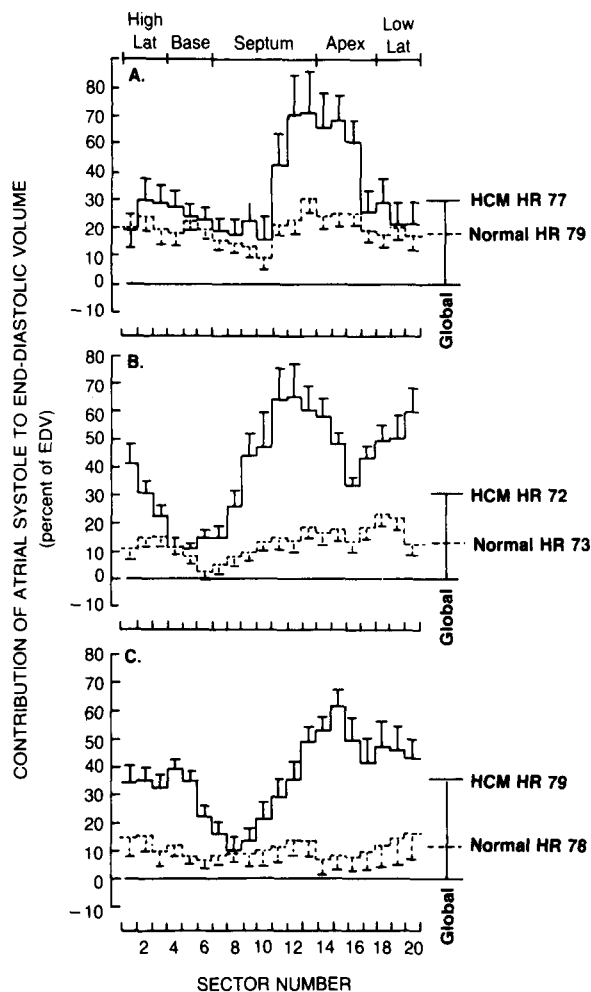 High Lat
Base
Septum
Apex
Low Lat
CONTRIBUTION OF ATRIAL SYSTOLE TO END-DIASTOLIC VOLUME
(percent of EDV)
A.
80
70
60
50
40
30
20
10
0
−10
HCM HR 77
Normal HR 79
Global
B.
80
70
60
50
40
30
20
10
0
−10
HCM HR 72
Normal HR 73
Global
C.
80
70
60
50
40
30
20
10
0
−10
HCM HR 79
Normal HR 78
Global
2 4 6 8 10 12 14 16 18 20
SECTOR NUMBER